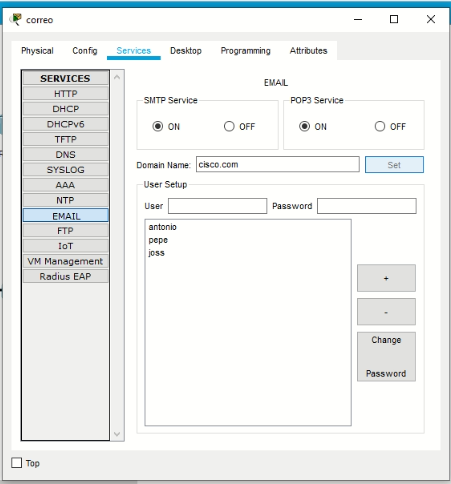 correo
Physical Config Services Desktop Programming Attributes
SERVICES
HTTP
DHCP
DHCPv6
TFTP
DNS
SYSLOG
AAA
NTP
EMAIL
FTP
IoT
VM Management
Radius EAP
EMAIL
SMTP Service POP3 Service
ON OFF ON OFF
Domain Name: cisco.com Set
User Setup
User Password
antonio
pepe
joss
+
-
Change
Password
Top